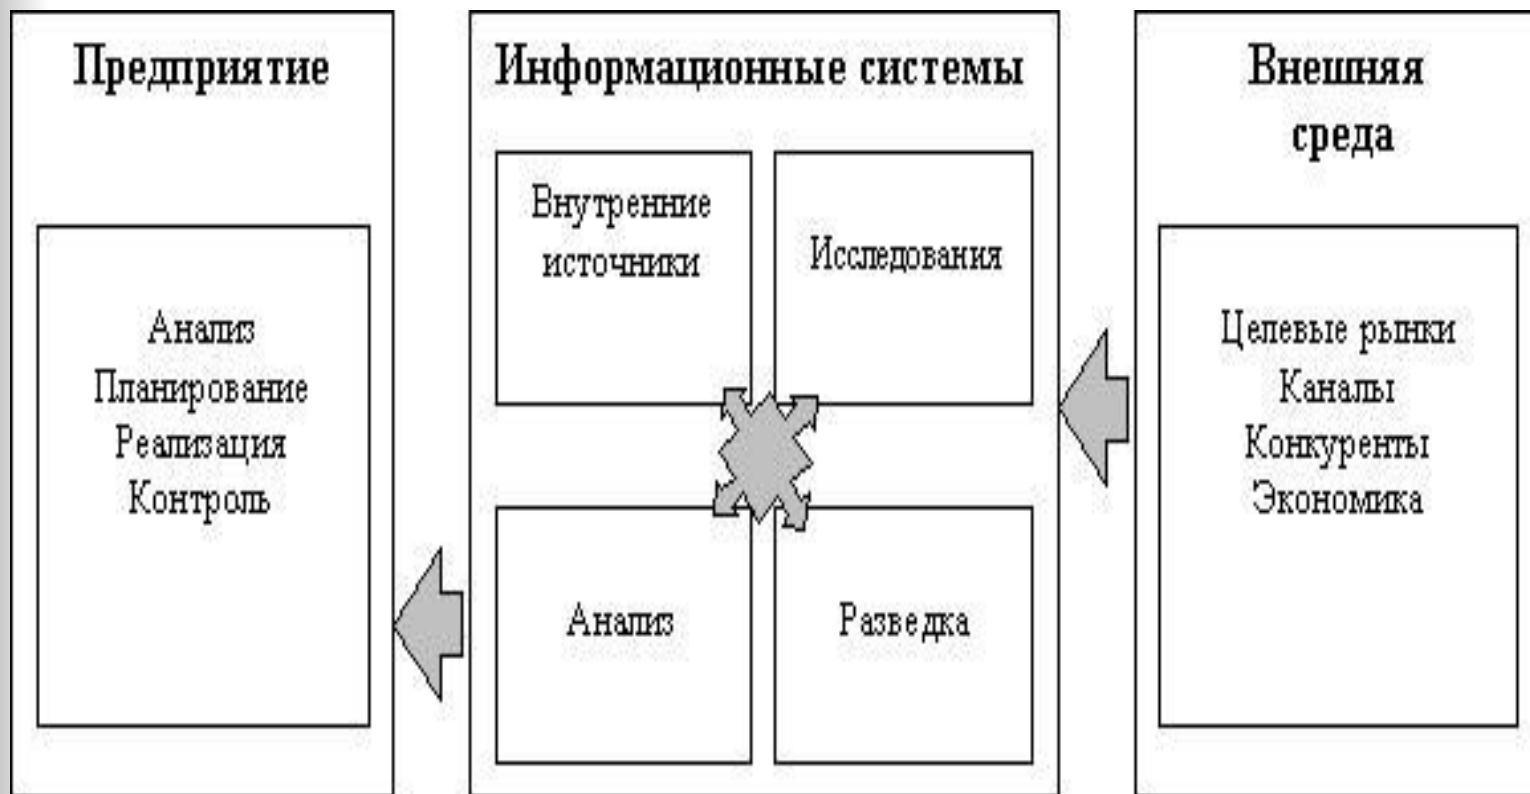 Предприятие
Анализ
Планирование
Реализация
Контроль
Информационные системы
Внутренние
источники
Исследования
Анализ
Разведка
Внешняя
среда
Целевые рынки
Каналы
Конкуренты
Экономика